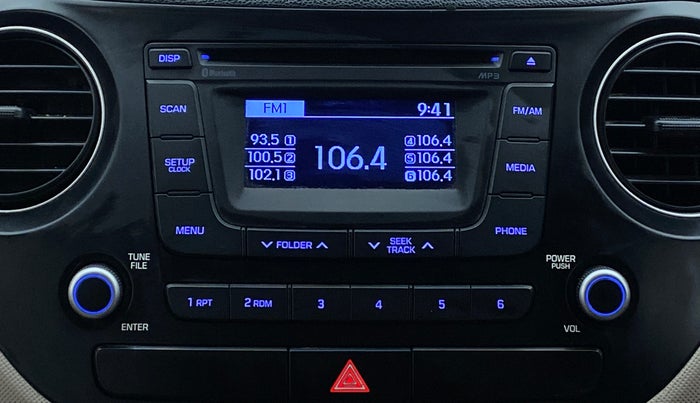 DISP
Bluetooth
MP3
SCAN
FM1 9:41
FM/AM
93.5 1
4 106.4
100.5 2
106.4
5 106.4
102.1 3
6 106.4
SETUP
CLOCK
MEDIA
MENU
FOLDER
SEEK
TRACK
PHONE
TUNE
FILE
POWER
PUSH
1 RPT 2 RDM 3 4 5 6
ENTER
VOL